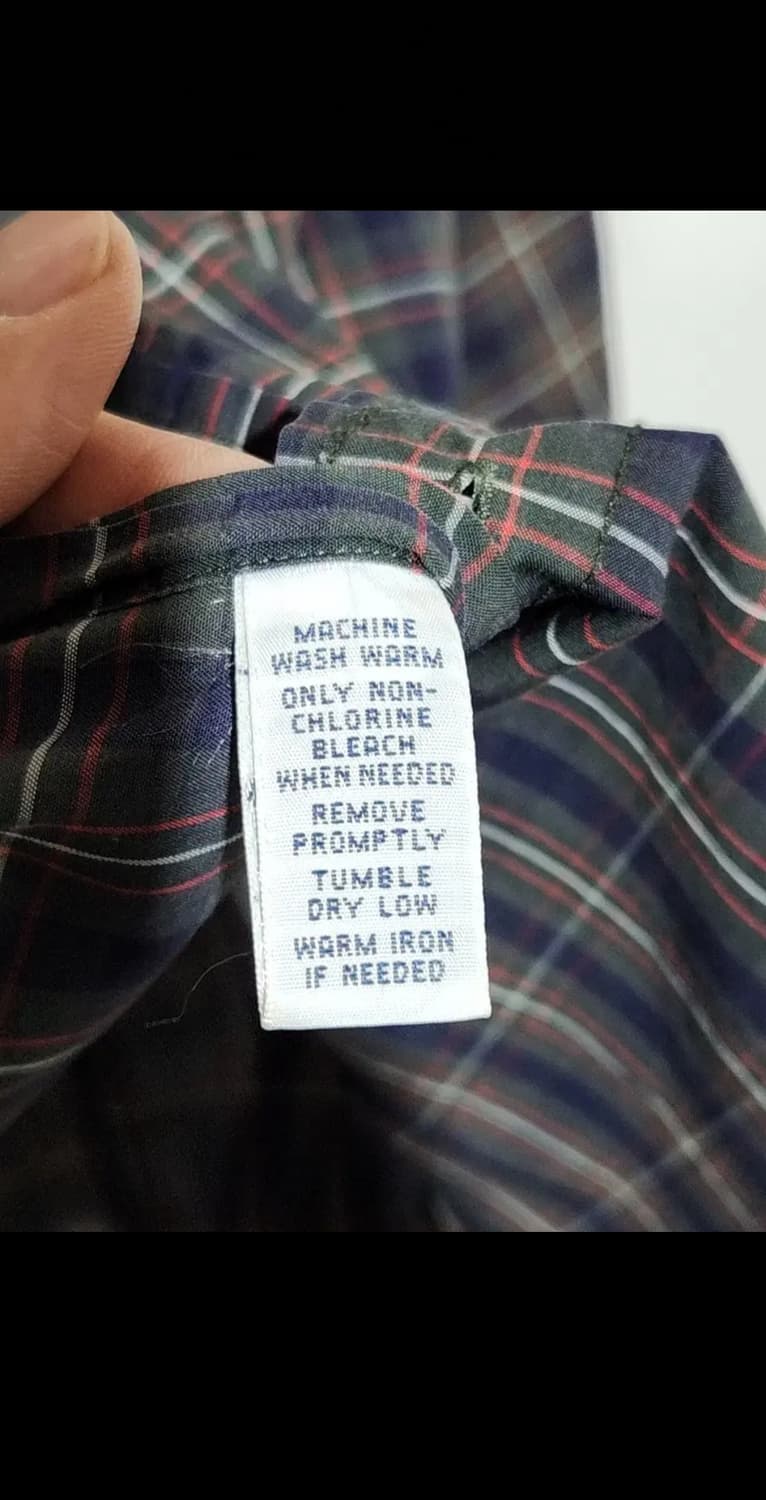 MACHINE
WASH WARM
ONLY NON-
CHLORINE
BLEACH
WHEN NEEDED
REMOVE
PROMPTLY
TUMBLE
DRY LOW
WARM IRON
IF NEEDED